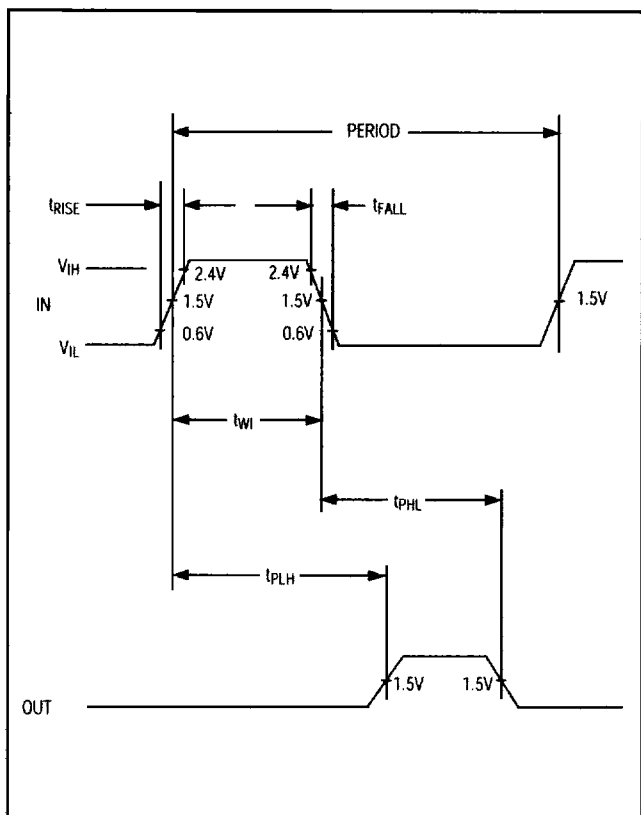 PERIOD
tRISE
tFALL
VIH
2.4V
2.4V
IN
1.5V
1.5V
1.5V
0.6V
0.6V
VIL
tWI
tPHL
tPLH
1.5V
1.5V
OUT